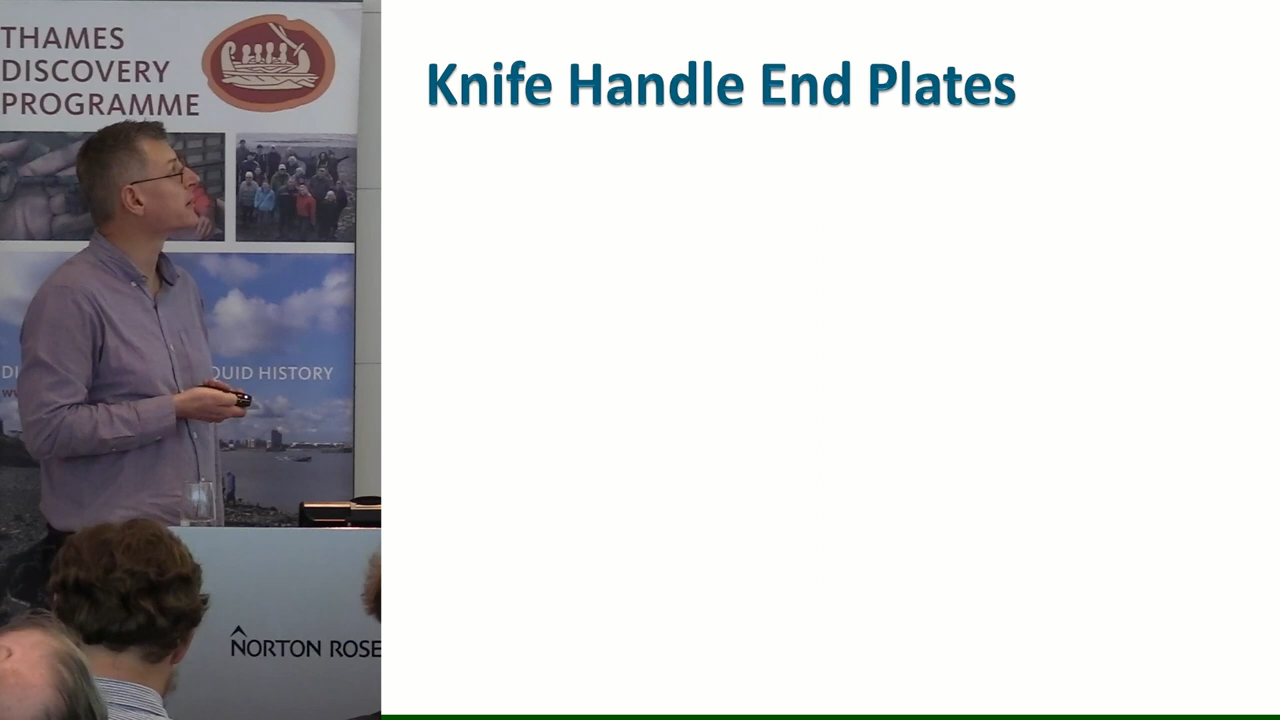 THAMES
DISCOVERY
PROGRAMME
Knife Handle End Plates
QUID HISTORY
NORTON ROSE